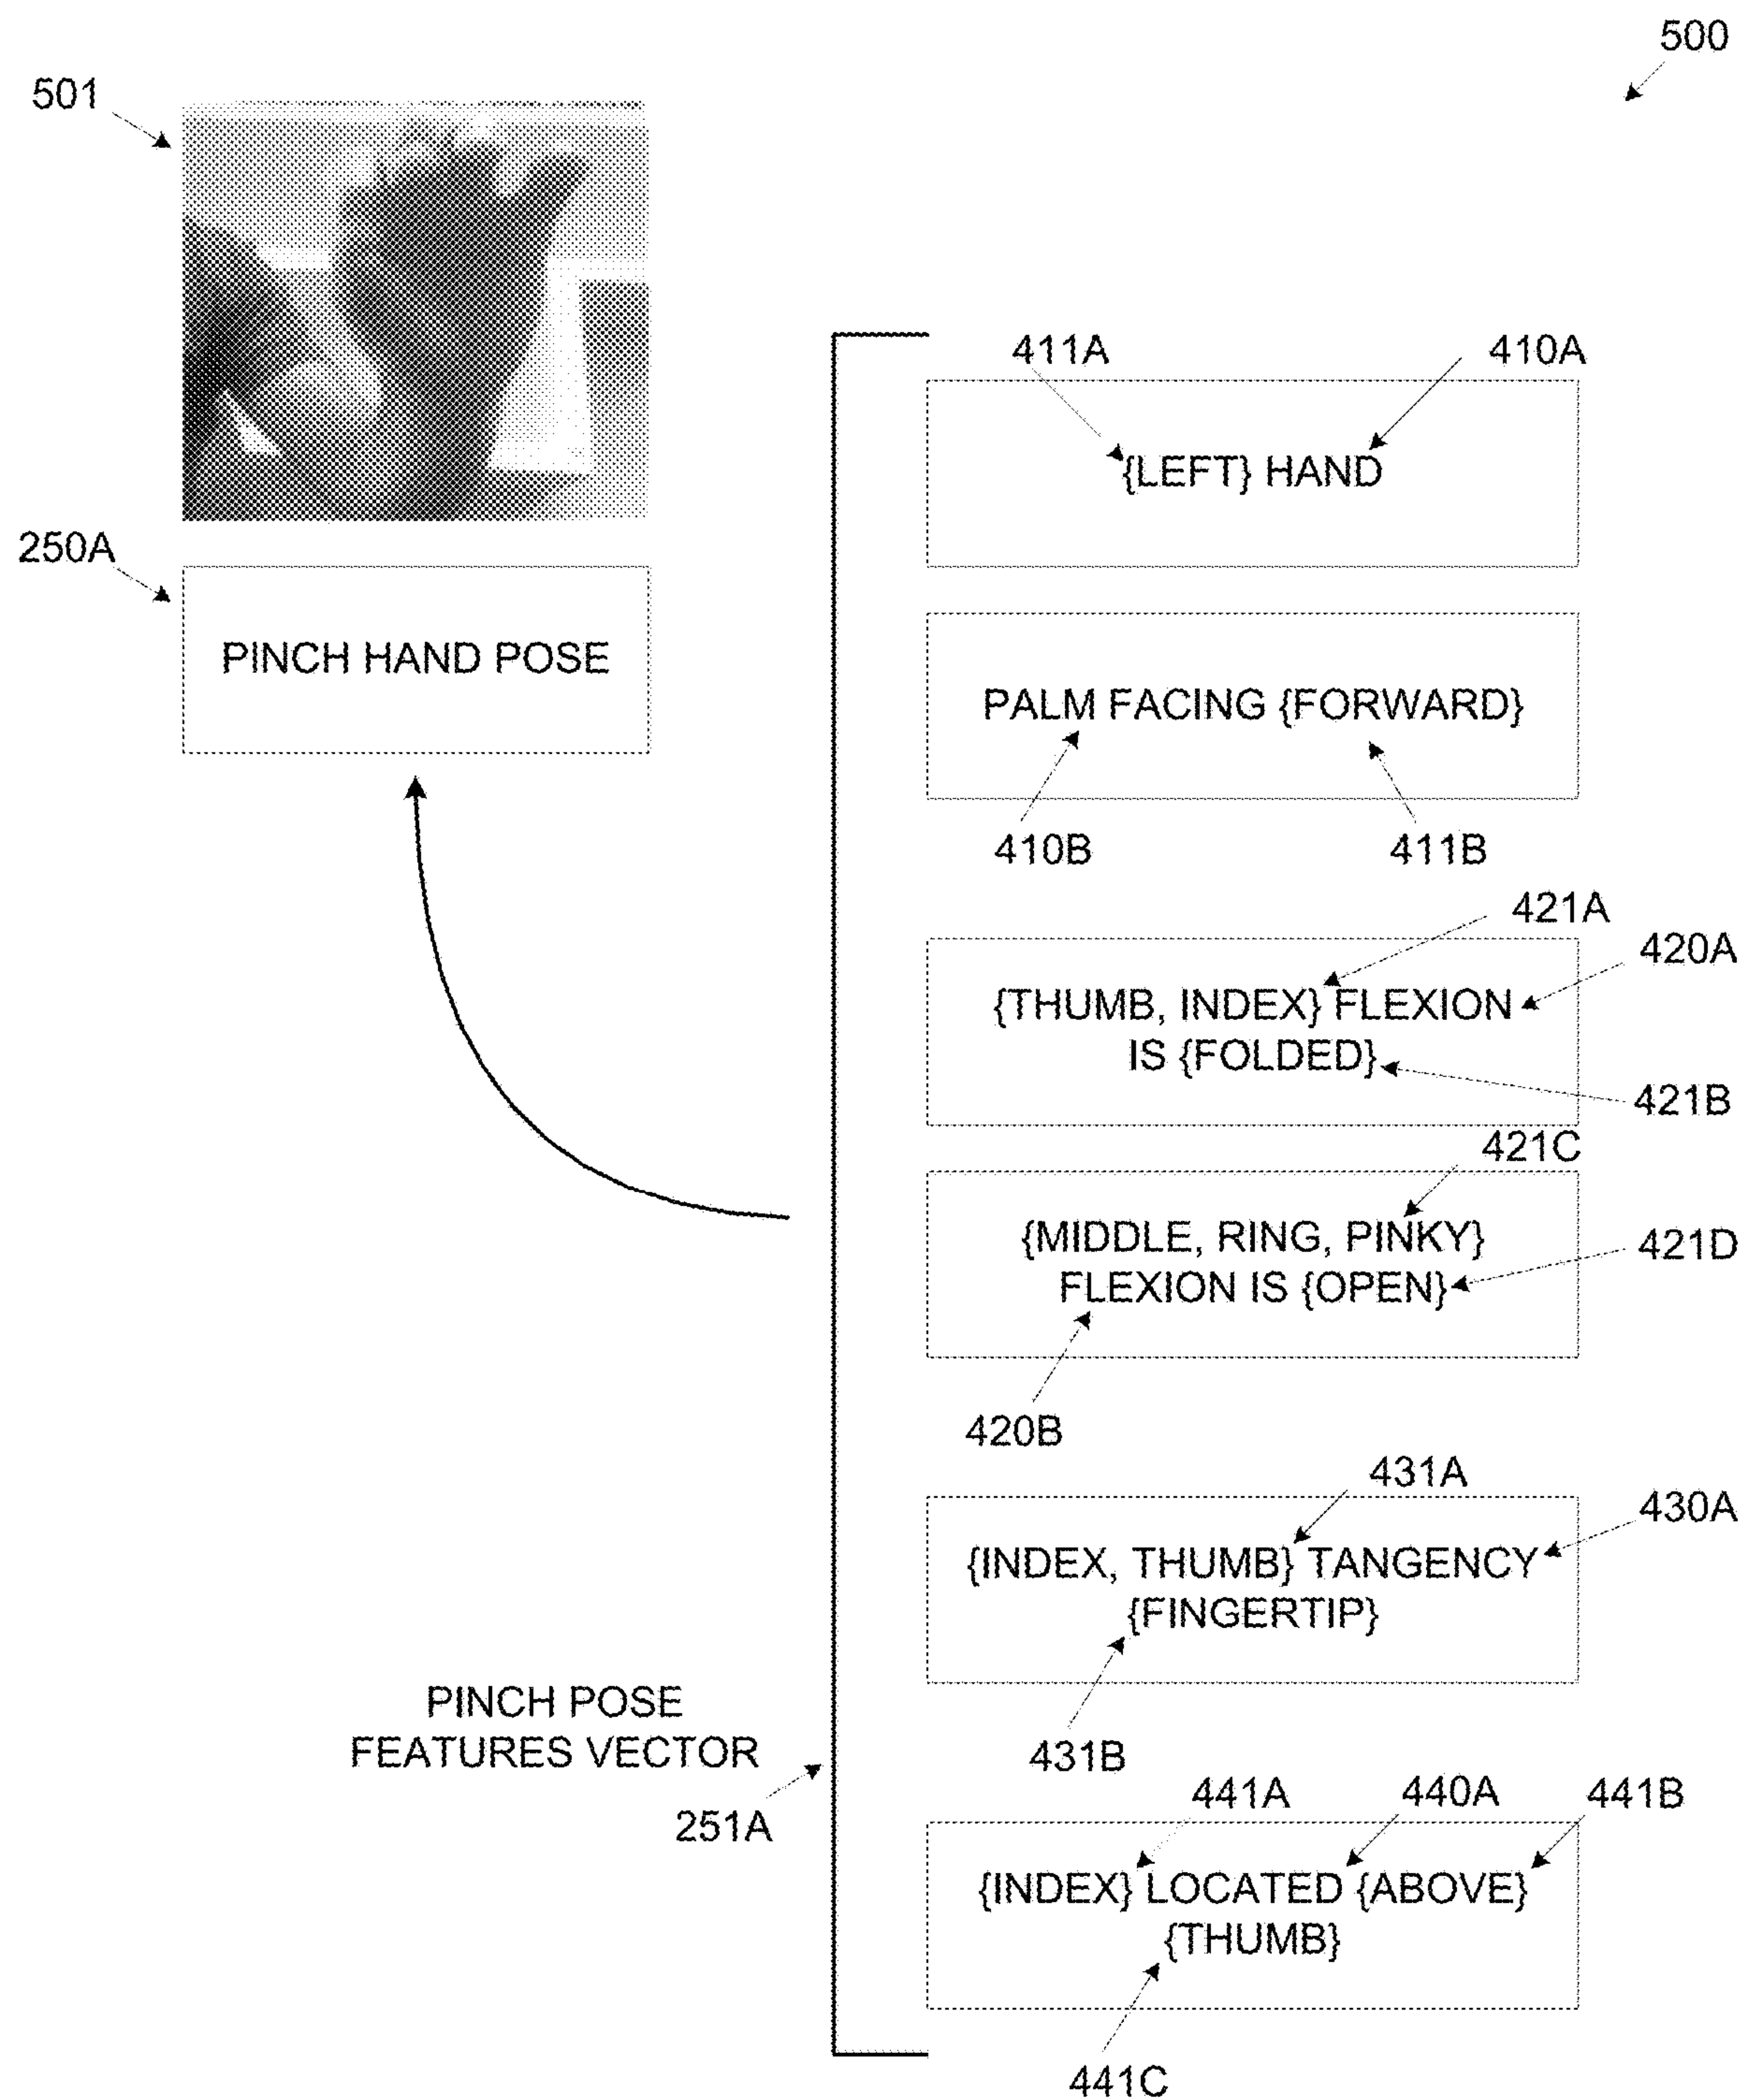 500
501
250A
PINCH HAND POSE
411A
410A
{LEFT} HAND
PALM FACING {FORWARD}
410B
411B
421A
420A
{THUMB, INDEX} FLEXION
IS {FOLDED}
421B
421C
{MIDDLE, RING, PINKY}
FLEXION IS {OPEN}
421D
420B
431A
430A
{INDEX, THUMB} TANGENCY
{FINGERTIP}
431B
PINCH POSE
FEATURES VECTOR
251A
441A
440A
441B
{INDEX} LOCATED {ABOVE}
{THUMB}
441C